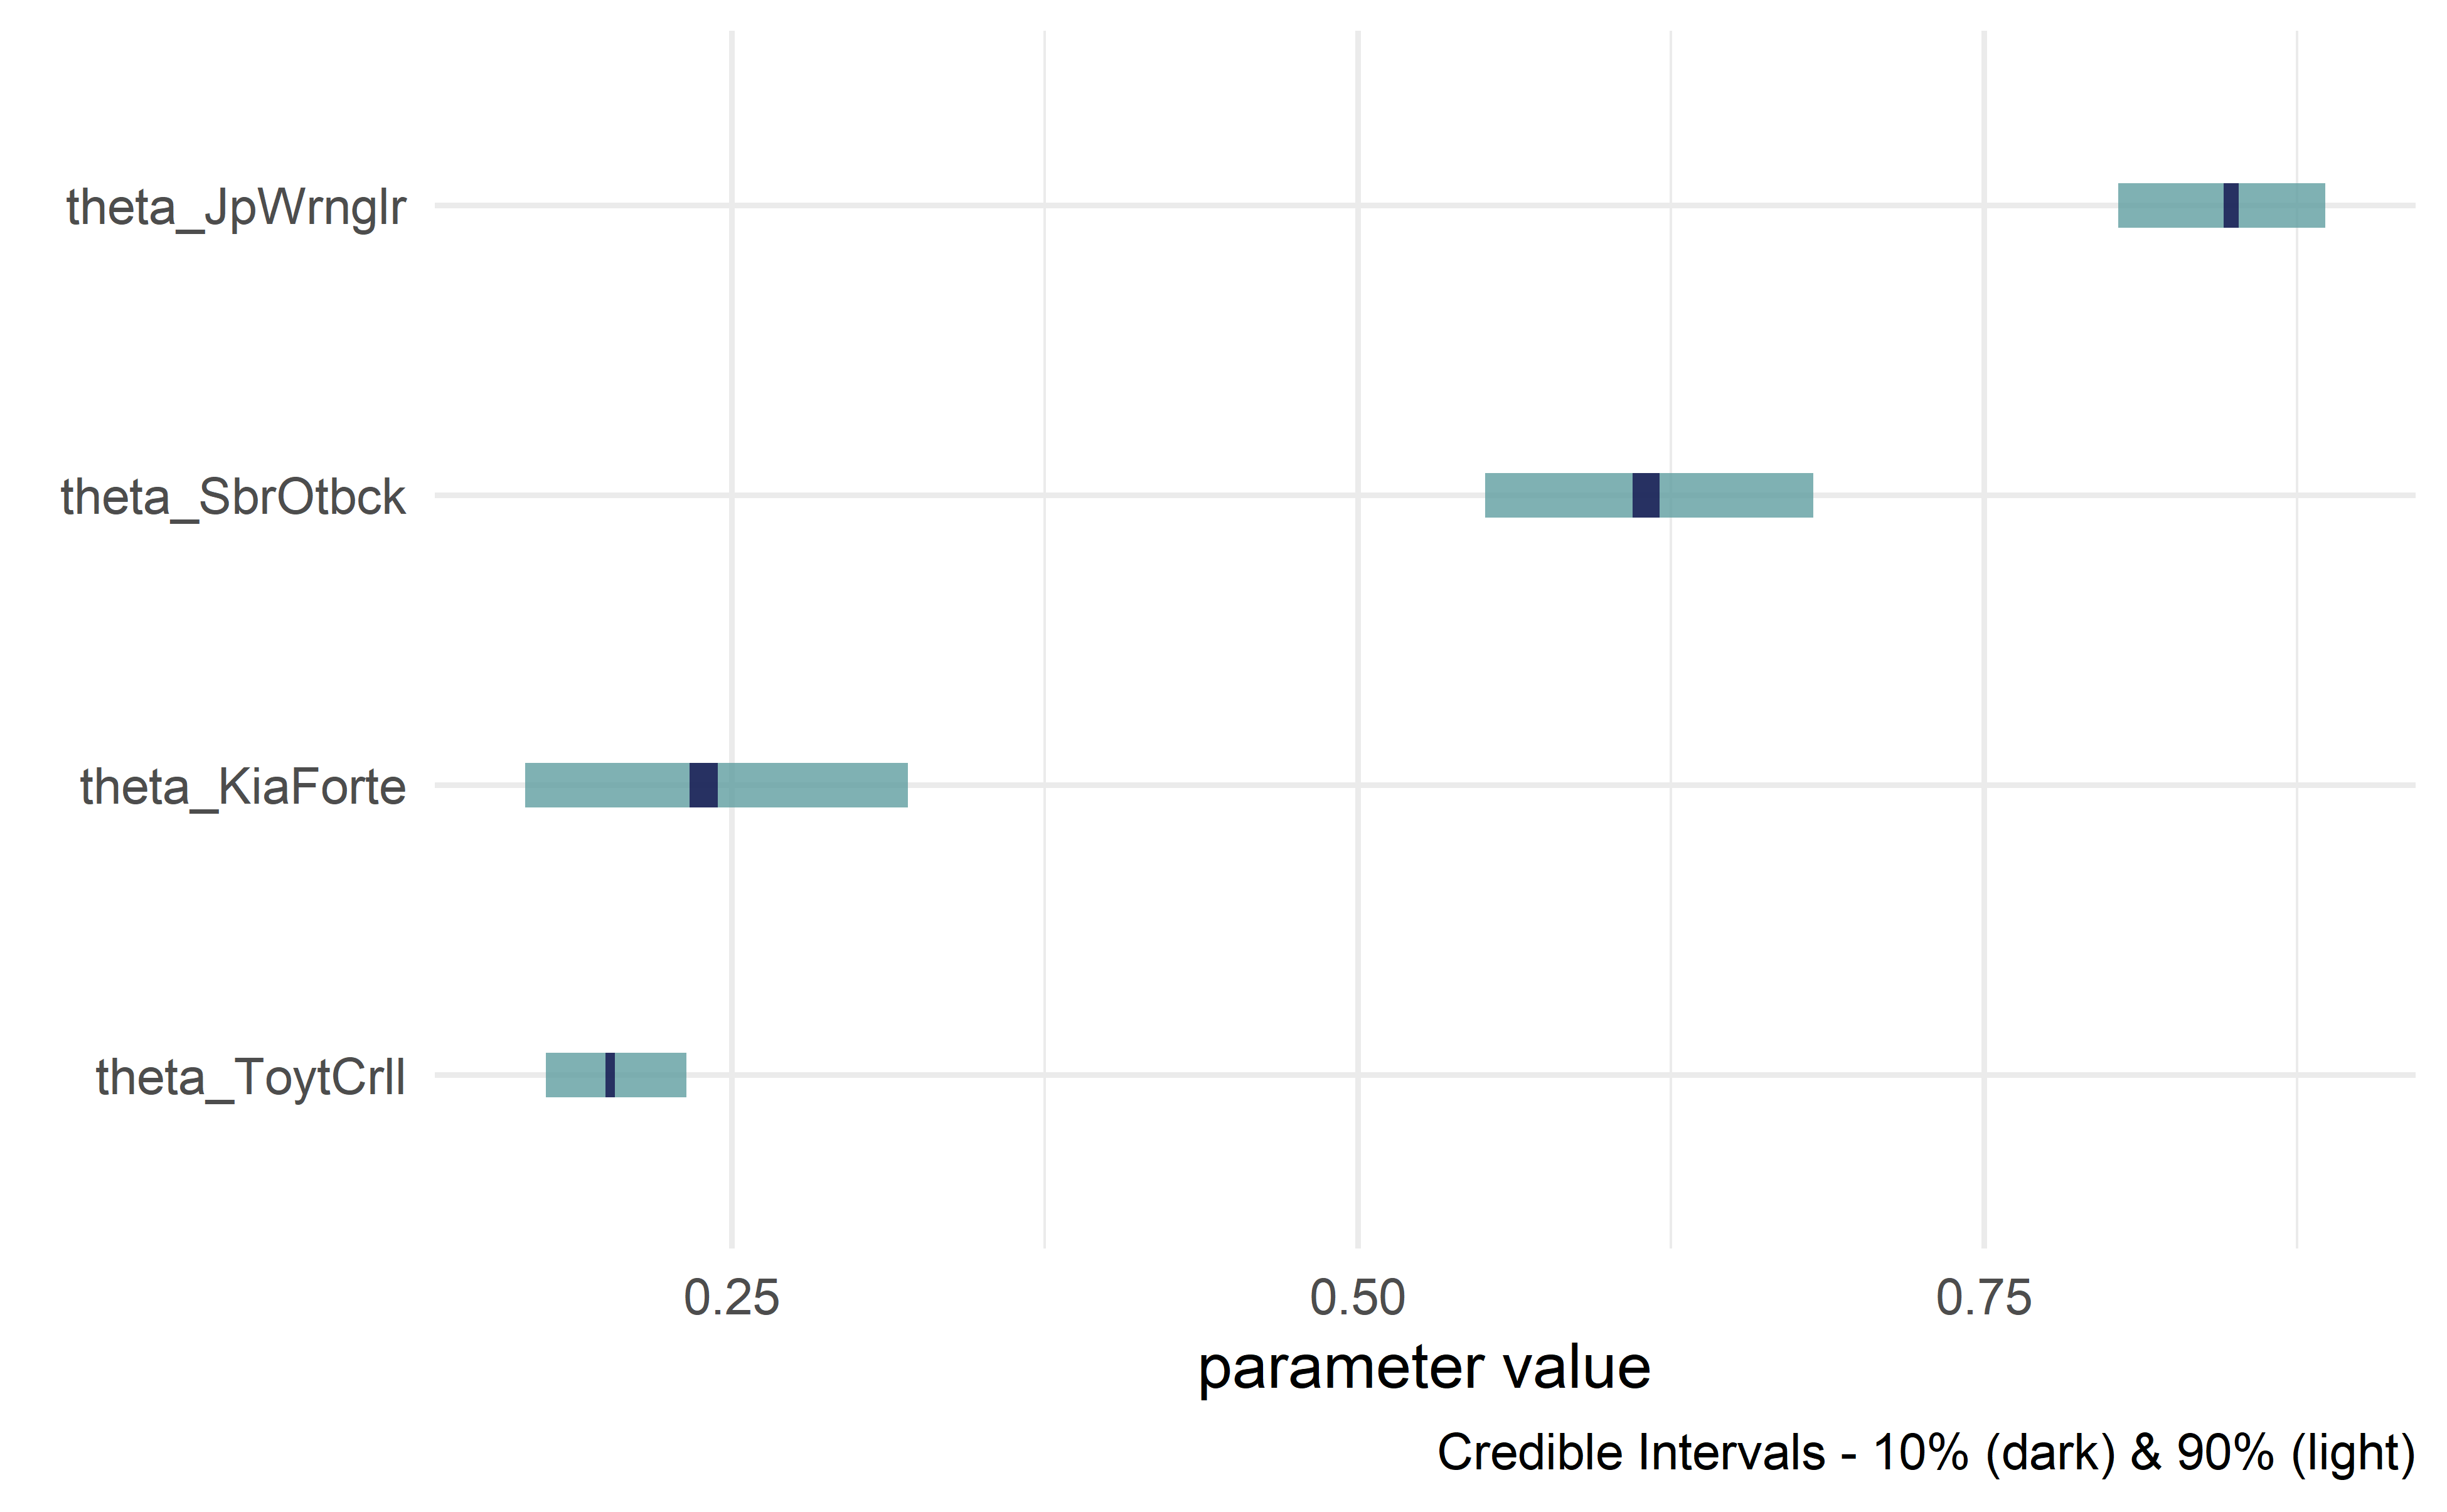 theta_JpWrnglr
theta_SbrOtbck
theta_KiaForte
theta_ToytCrll
0.25 0.50 0.75
parameter value
Credible Intervals - 10% (dark) & 90% (light)